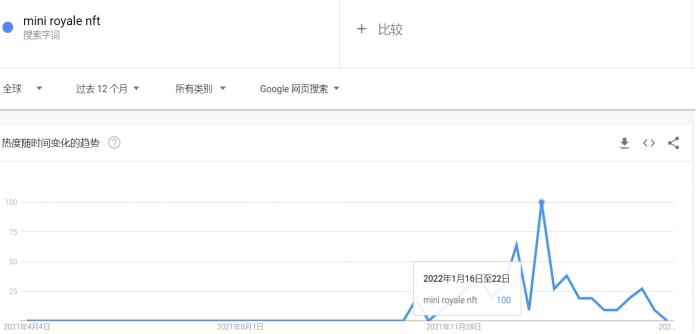 mini royale nft
搜索字词
+ 比较
全球
过去 12 个月
所有类别
Google 网页搜索
热度随时间变化的趋势
100
75
50
25
2022年1月16日至22日
mini royale nft 100
2021年4月4日
2021年8月1日
2021年11月28日
202...